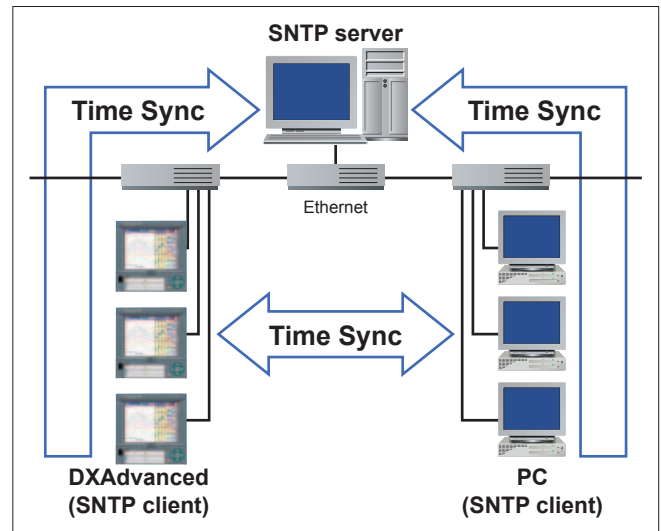 SNTP server
Time Sync
Time Sync
Ethernet
Time Sync
DXAdvanced
(SNTP client)
PC
(SNTP client)